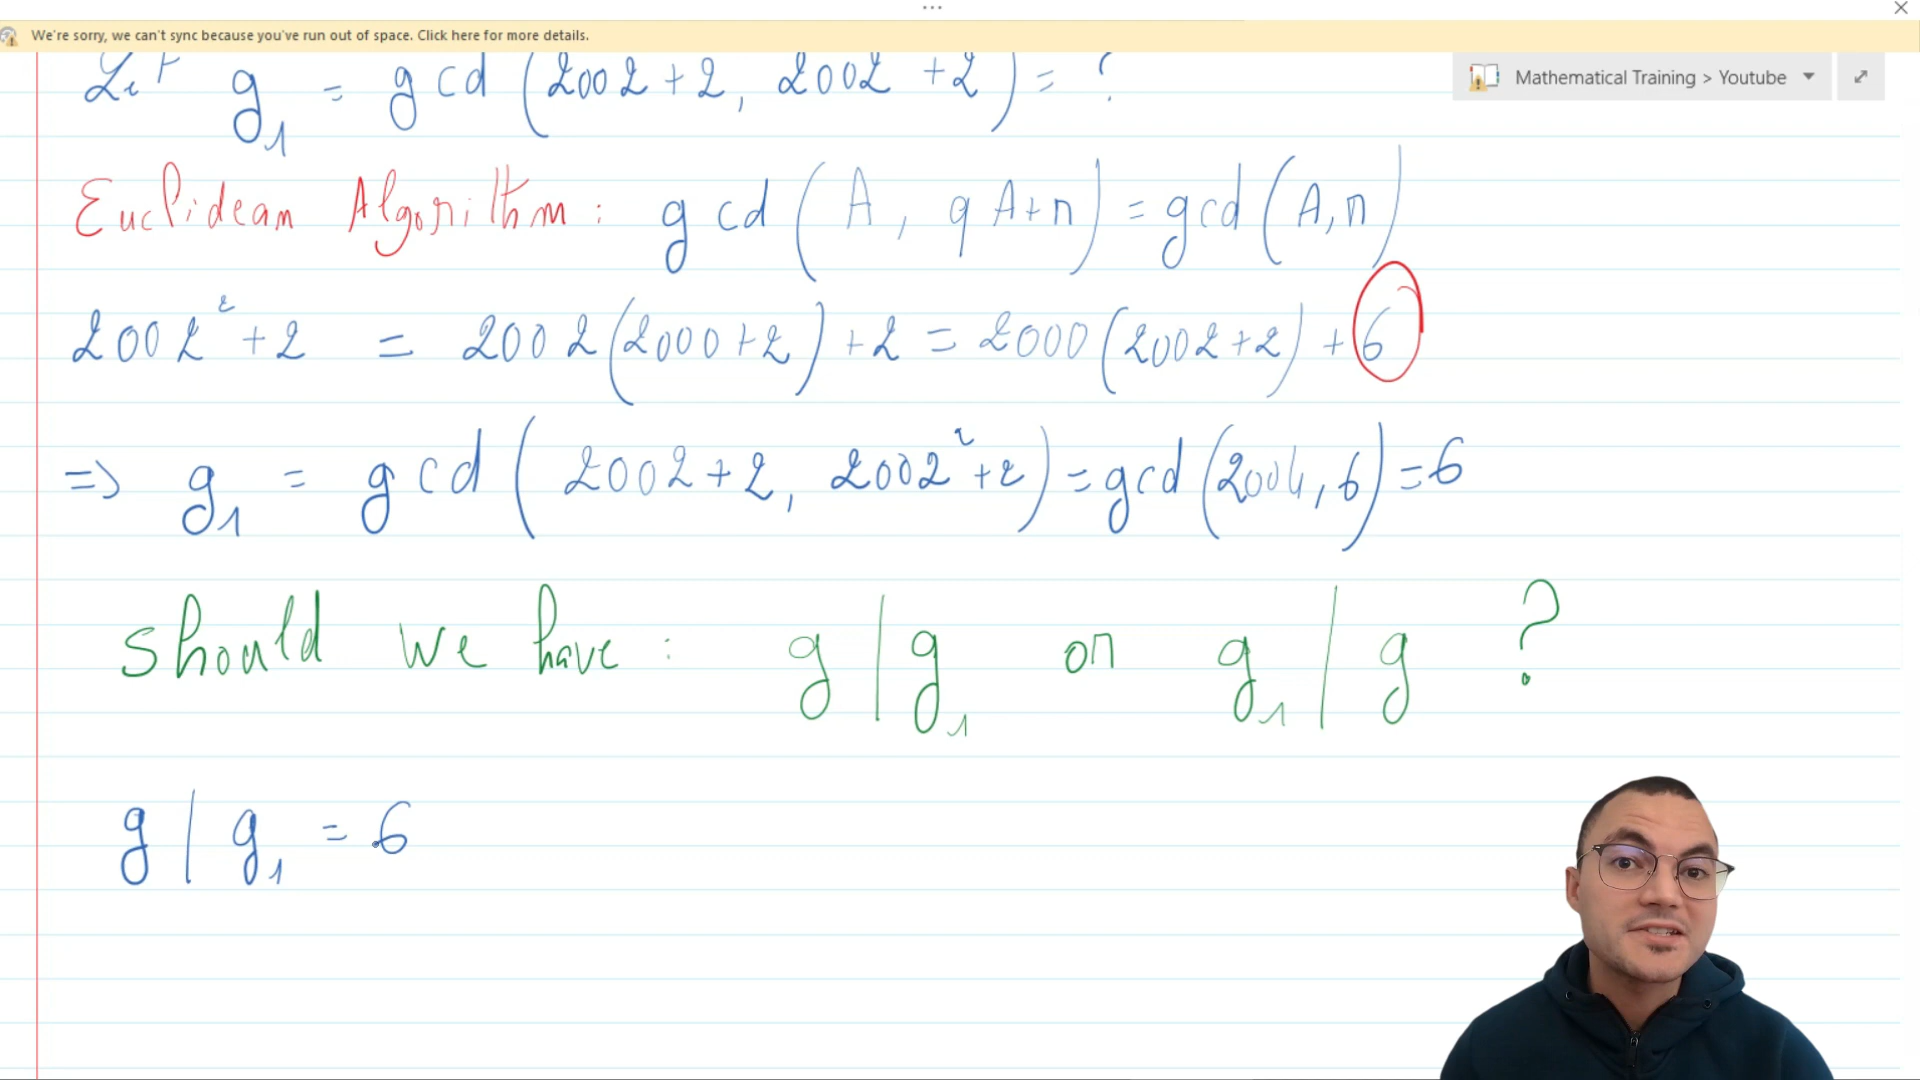 We're sorry, we can't sync because you've run out of space. Click here for more details.
Mathematical Training > Youtube
Let g₁ = gcd(2002+2, 2002²+2) = ?
Euclidean Algorithm: gcd(A, qA+r) = gcd(A,r)
2002²+2 = 2002(2000+2)+2 = 2000(2002+2)+6
=> g₁ = gcd(2002+2, 2002²+2) = gcd(2004,6) = 6
Should we have: g | g₁ or g₁ | g ?
g | g₁ = 6